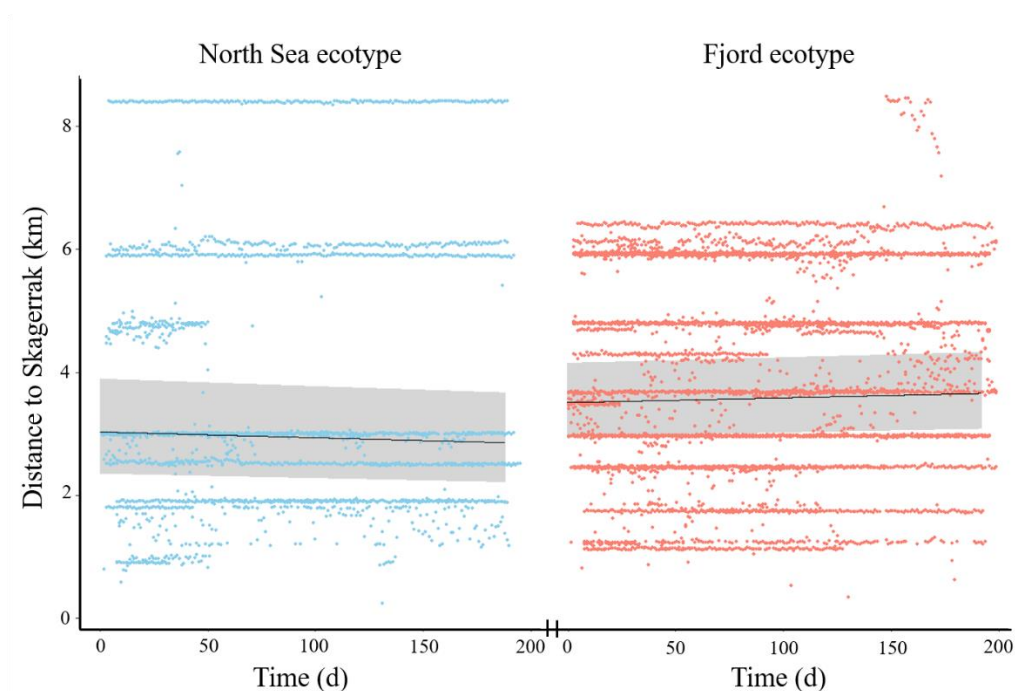 North Sea ecotype
Fjord ecotype
Distance to Skagerrak (km)
8
6
4
2
0
0 50 100 150 200 0 50 100 150 200
Time (d) Time (d)